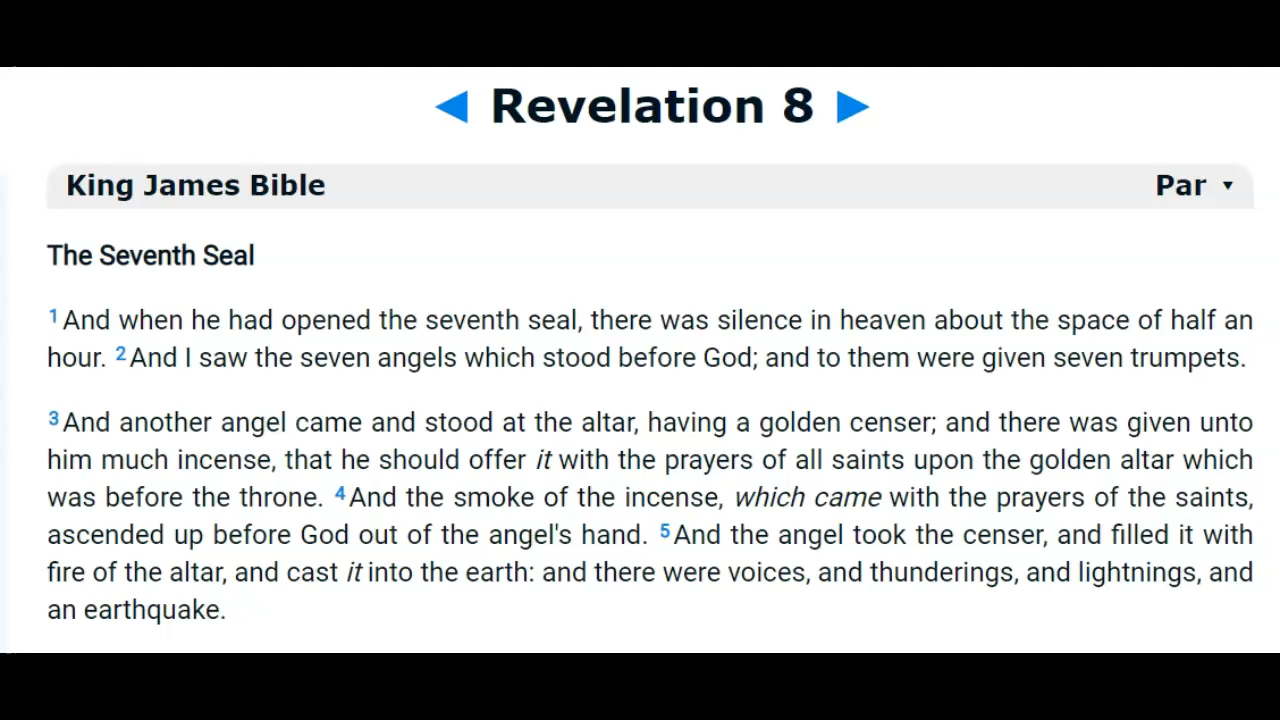 ◀ Revelation 8 ▶
King James Bible Par ▼
The Seventh Seal
1 And when he had opened the seventh seal, there was silence in heaven about the space of half an
hour. 2 And I saw the seven angels which stood before God; and to them were given seven trumpets.
3 And another angel came and stood at the altar, having a golden censer; and there was given unto
him much incense, that he should offer it with the prayers of all saints upon the golden altar which
was before the throne. 4 And the smoke of the incense, which came with the prayers of the saints,
ascended up before God out of the angel's hand. 5 And the angel took the censer, and filled it with
fire of the altar, and cast it into the earth: and there were voices, and thunderings, and lightnings, and
an earthquake.